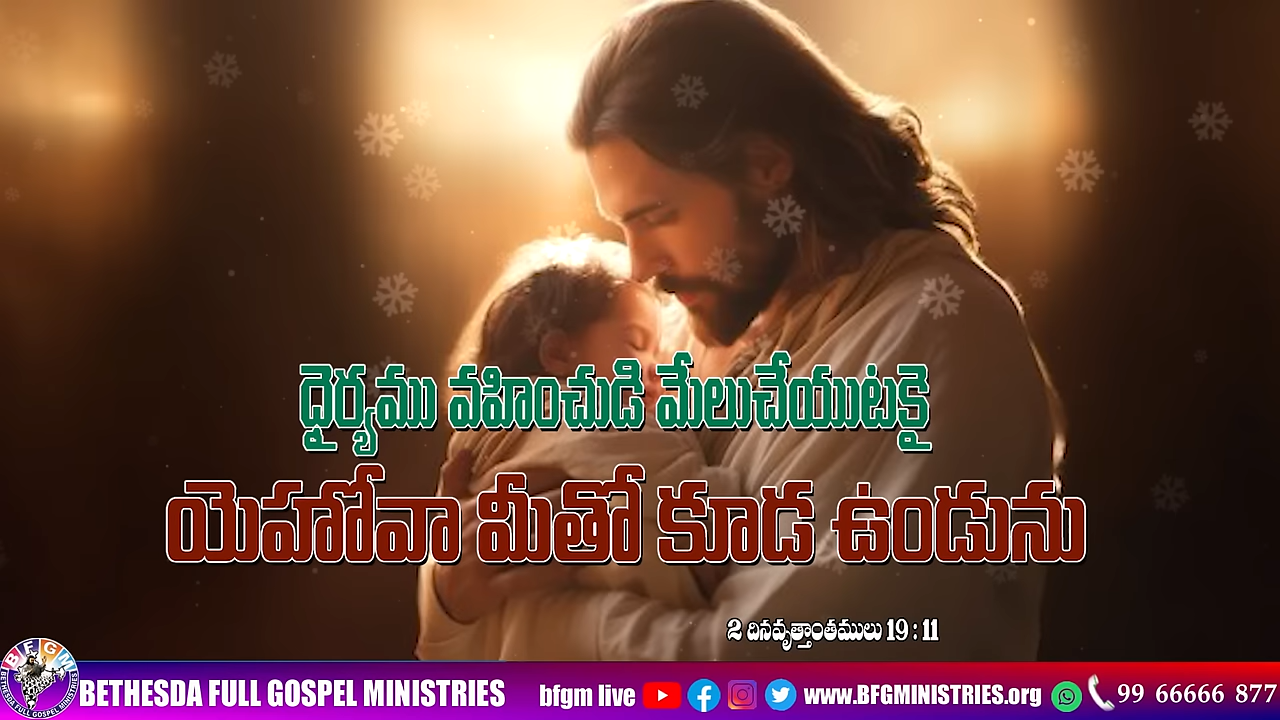 ధైర్యము వహించుడి మేలుచేయుటకై
యెహోవా మీతో కూడ ఉండును
2 దినవృత్తాంతములు 19 : 11
BFGM
BETHESDA FULL GOSPEL MINISTRIES bfgm live www.BFGMINISTRIES.org 99 66666 877